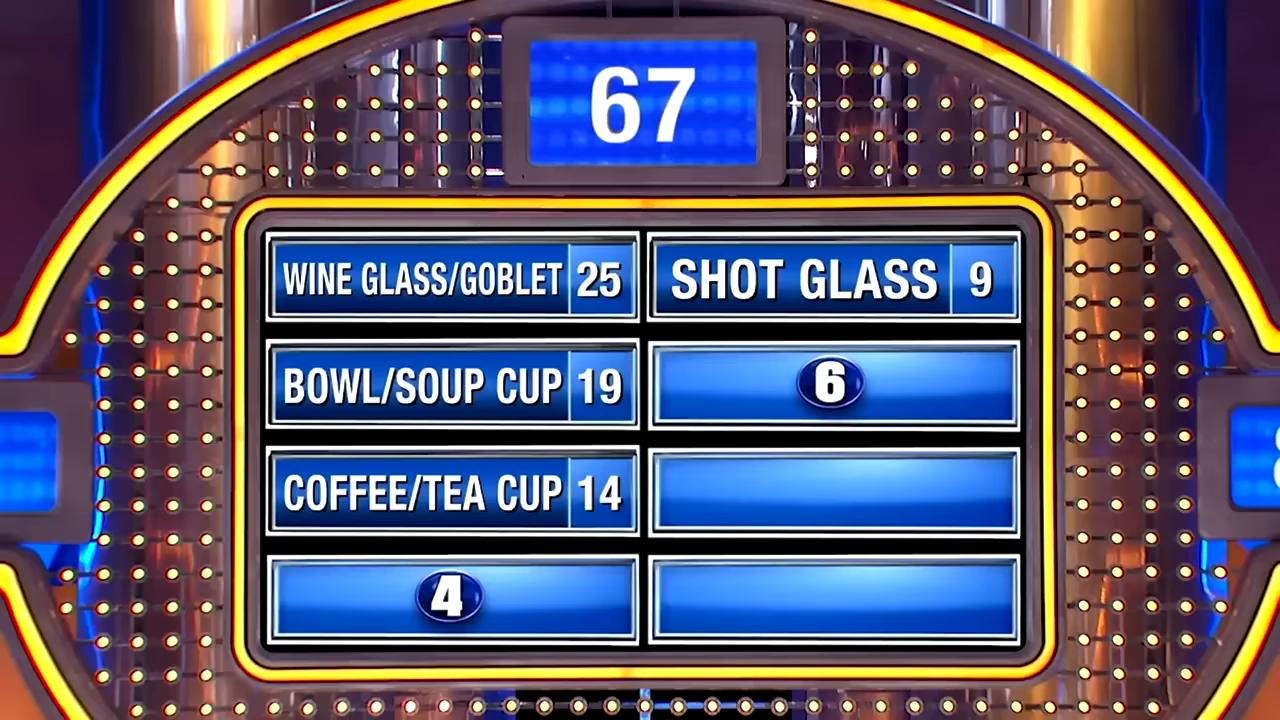 67
WINE GLASS/GOBLET 25
SHOT GLASS 9
BOWL/SOUP CUP 19
6
COFFEE/TEA CUP 14
4